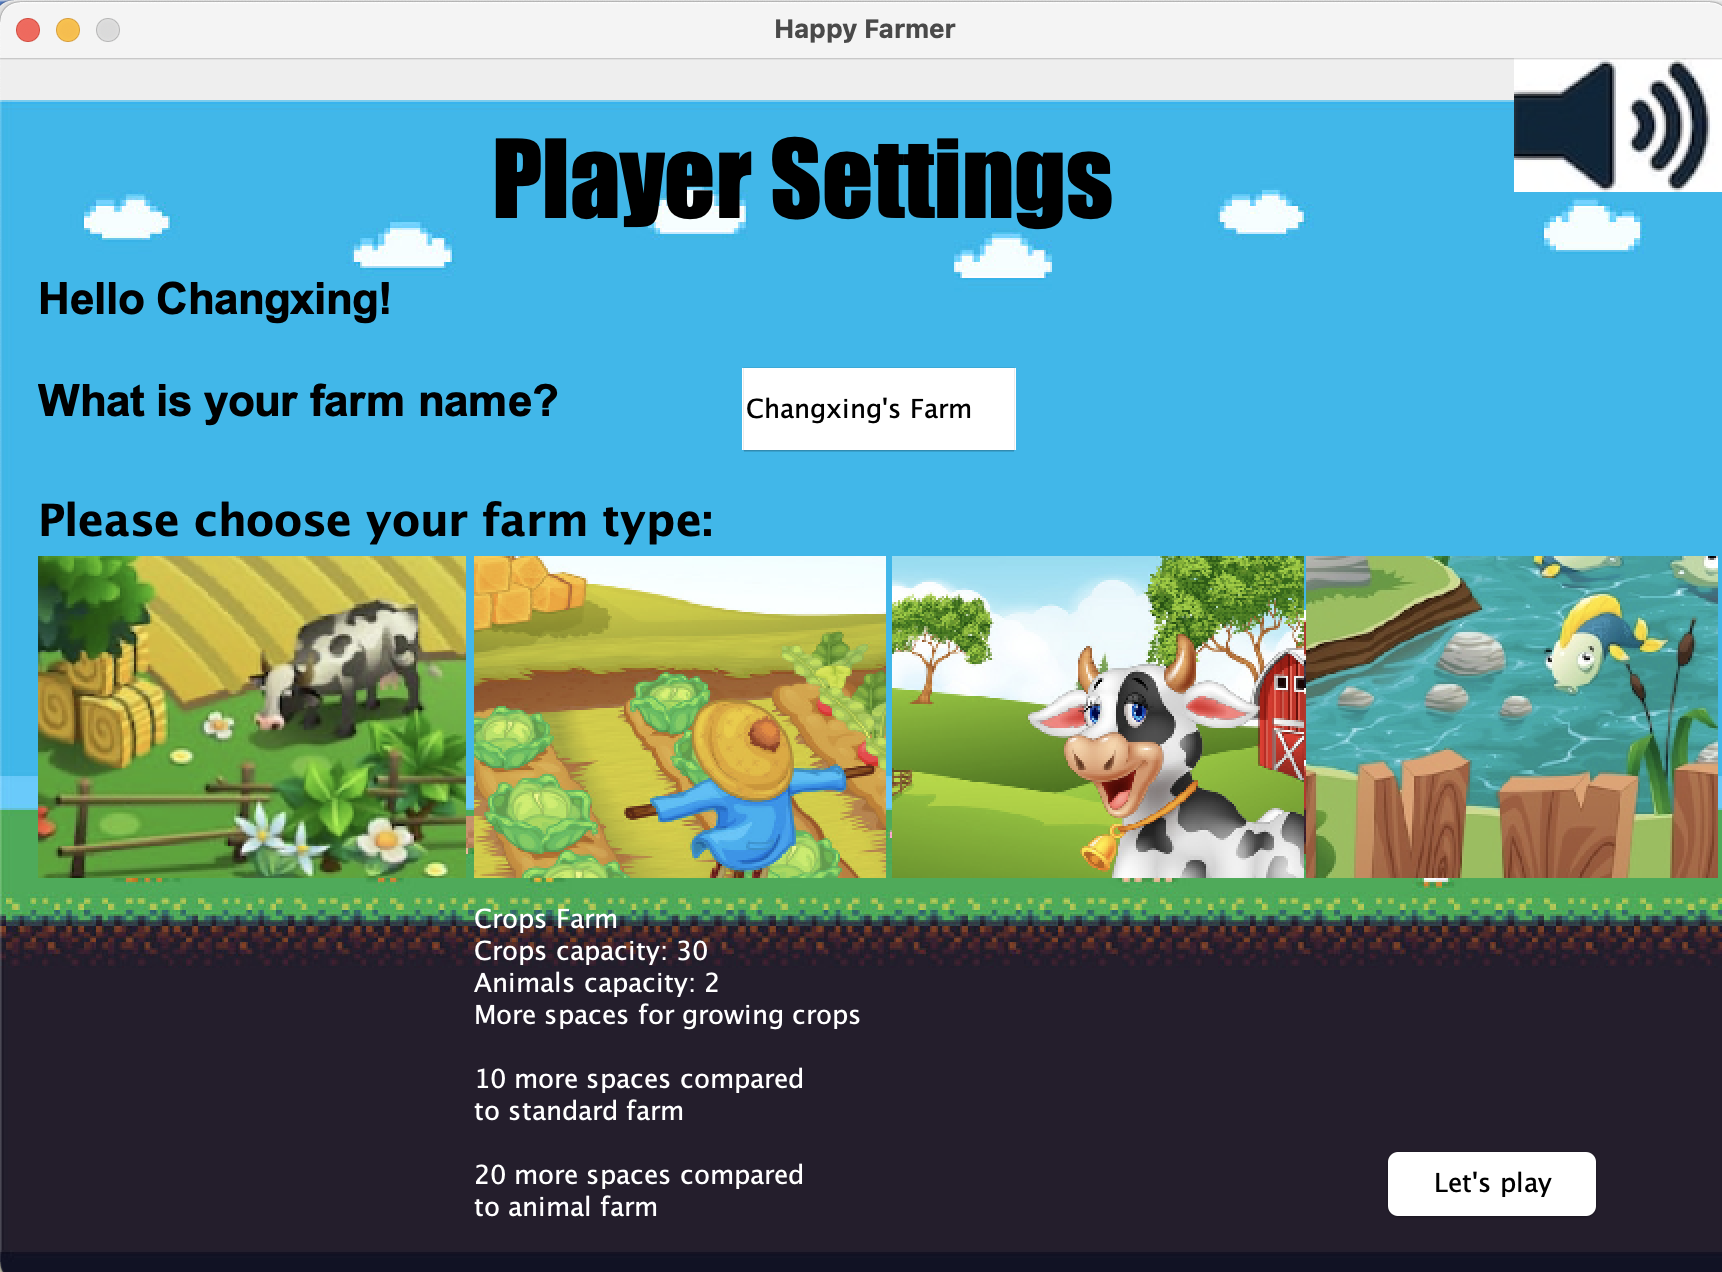 Happy Farmer
Player Settings
Hello Changxing!
What is your farm name?
Changxing's Farm
Please choose your farm type:
Crops Farm
Crops capacity: 30
Animals capacity: 2
More spaces for growing crops
10 more spaces compared
to standard farm
20 more spaces compared
to animal farm
Let's play